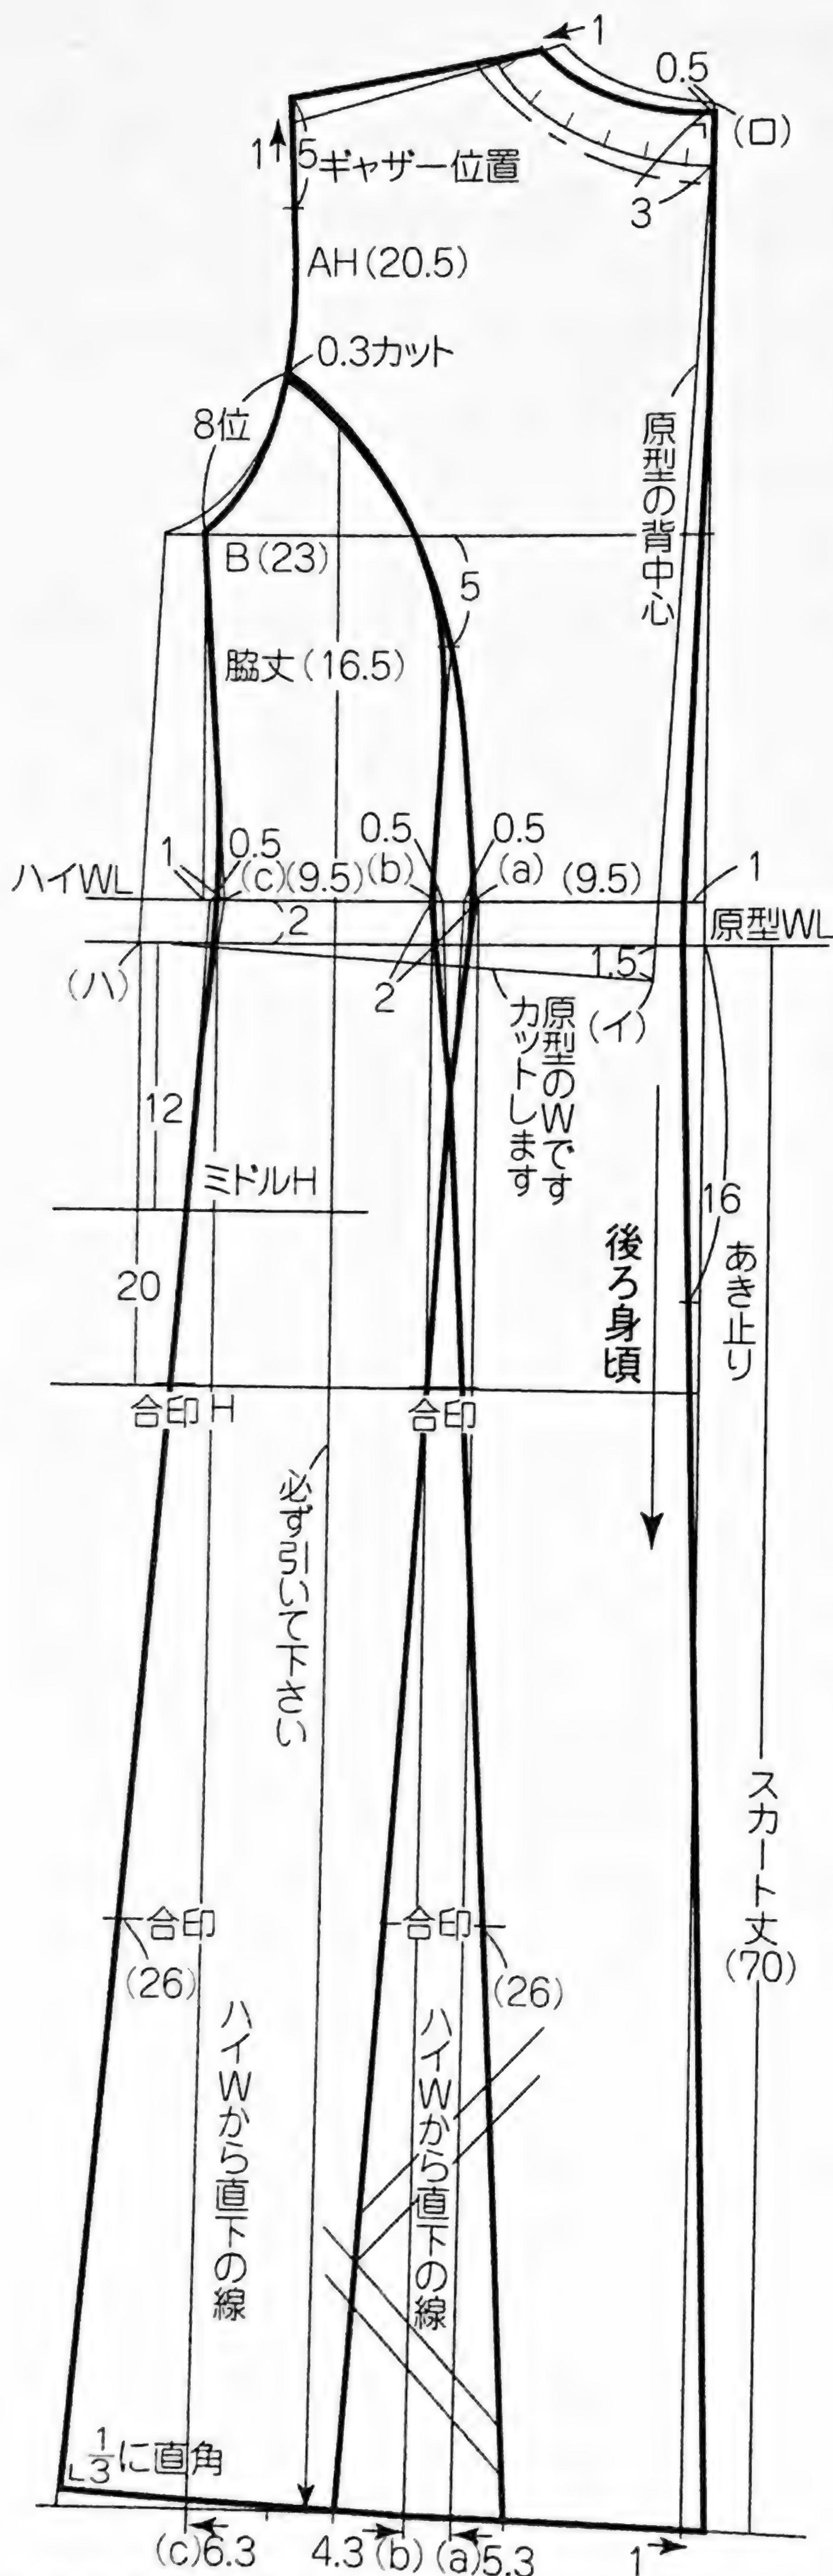 1
0.5
(ロ)
1
5
ギャザー位置
3
AH(20.5)
0.3カット
8位
原型の背中心
B(23)
5
脇丈(16.5)
1
0.5
0.5
0.5
ハイWL
(c)(9.5)(b)
(a)
(9.5)
1
2
原型WL
(ハ)
2
1.5
(イ)
原型のWです
カットします
12
ミドルH
16
20
後ろ身頃
あき止り
合印 H
合印
必ず引いて下さい
スカート丈
(70)
合印
合印
(26)
(26)
ハイWから直下の線
ハイWから直下の線
1/3に直角
(c)6.3
4.3(b)
(a)5.3
1